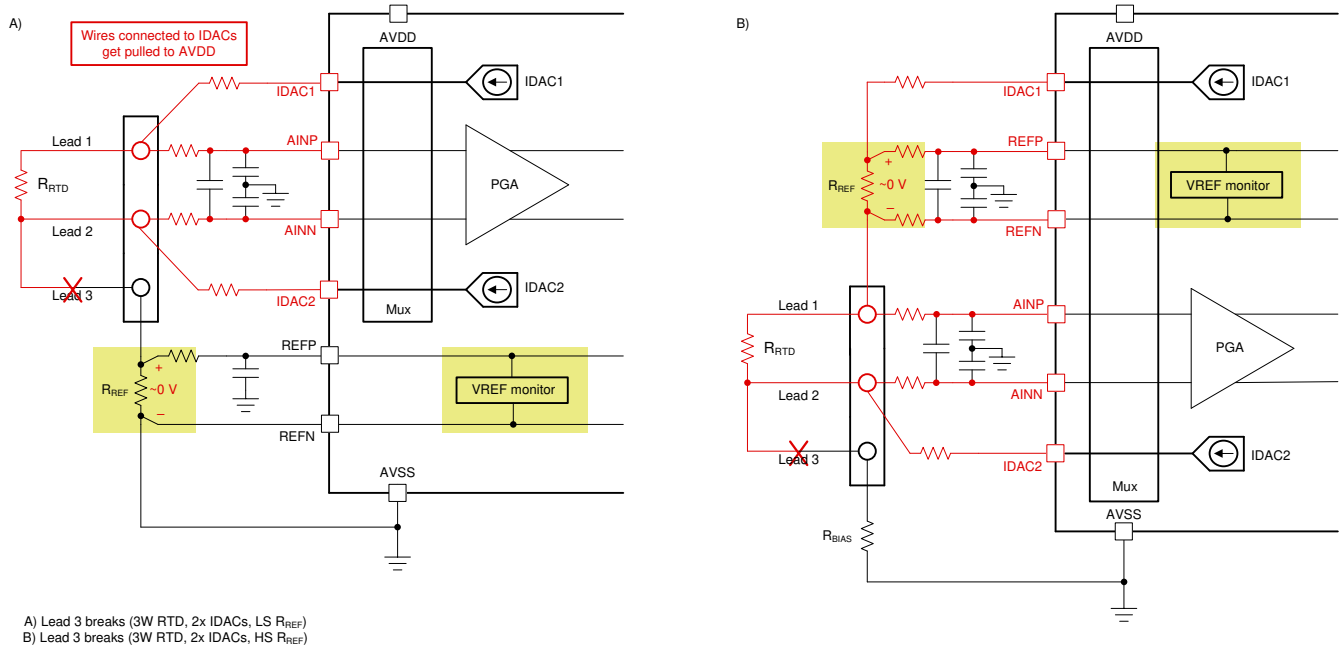 A)
Wires connected to IDACs
get pulled to AVDD
AVDD
IDAC1
IDAC1
Lead 1
AINP
RRTD
PGA
Lead 2
AINN
Lead 3
IDAC2
IDAC2
Mux
REFP
+
RREF
~0 V
VREF monitor
–
REFN
AVSS
B)
AVDD
IDAC1
IDAC1
REFP
+
RREF
~0 V
VREF monitor
–
REFN
Lead 1
AINP
RRTD
PGA
Lead 2
AINN
Lead 3
IDAC2
IDAC2
Mux
AVSS
RBIAS
A) Lead 3 breaks (3W RTD, 2x IDACs, LS RREF)
B) Lead 3 breaks (3W RTD, 2x IDACs, HS RREF)